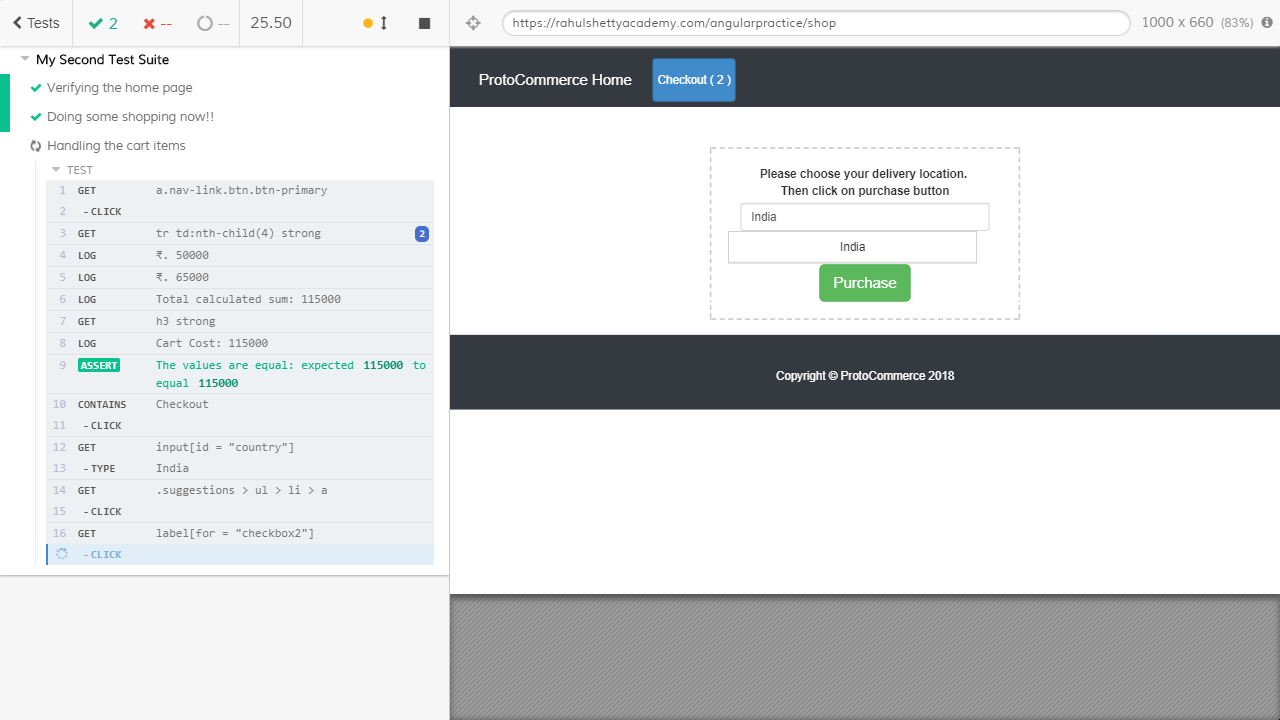 Tests
2
--
--
25.50
My Second Test Suite
Verifying the home page
Doing some shopping now!!
Handling the cart items
TEST
1 GET a.nav-link.btn.btn-primary
2 -CLICK
3 GET tr td:nth-child(4) strong 2
4 LOG ₹. 50000
5 LOG ₹. 65000
6 LOG Total calculated sum: 115000
7 GET h3 strong
8 LOG Cart Cost: 115000
9 ASSERT The values are equal: expected 115000 to
equal 115000
10 CONTAINS Checkout
11 -CLICK
12 GET input[id = "country"]
13 -TYPE India
14 GET .suggestions > ul > li > a
15 -CLICK
16 GET label[for = "checkbox2"]
-CLICK
https://rahulshettyacademy.com/angularpractice/shop
1000 x 660 (83%)
ProtoCommerce Home
Checkout ( 2 )
Please choose your delivery location.
Then click on purchase button
India
India
Purchase
Copyright © ProtoCommerce 2018